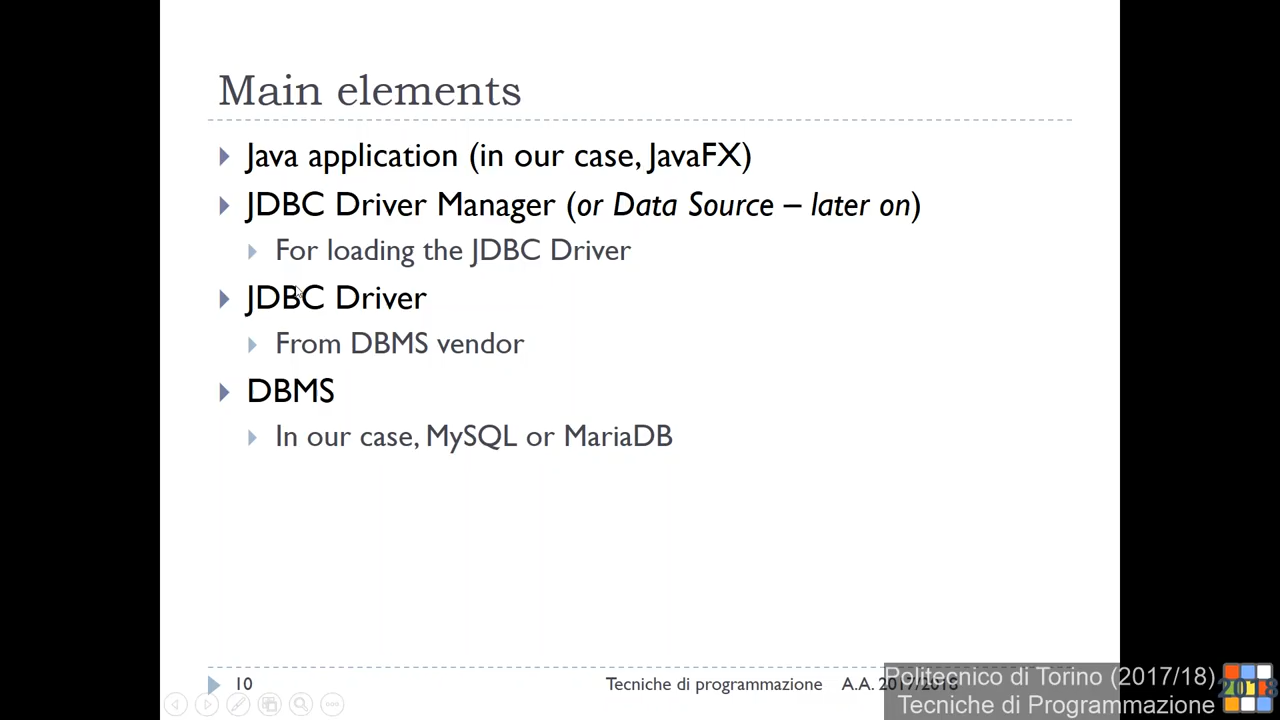 Main elements
Java application (in our case, JavaFX)
JDBC Driver Manager (or Data Source – later on)
For loading the JDBC Driver
JDBC Driver
From DBMS vendor
DBMS
In our case, MySQL or MariaDB
10
Tecniche di programmazione A.A. 2017/2018
Politecnico di Torino (2017/18)
Tecniche di Programmazione
2018